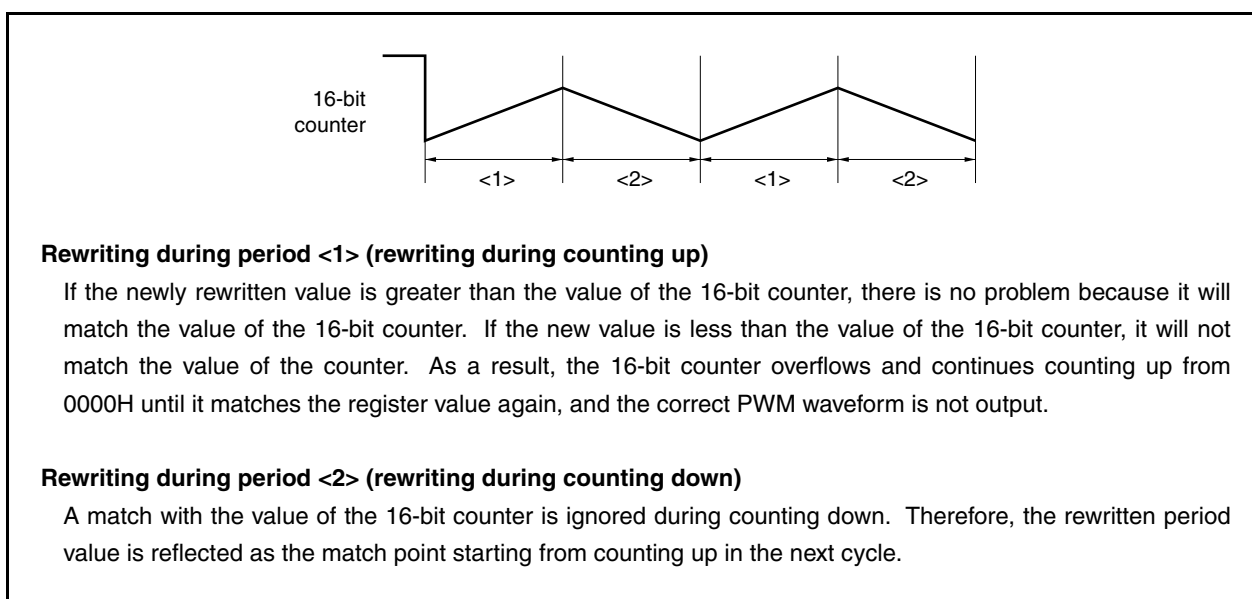 16-bit
counter
<1>
<2>
<1>
<2>
Rewriting during period <1> (rewriting during counting up)
If the newly rewritten value is greater than the value of the 16-bit counter, there is no problem because it will
match the value of the 16-bit counter. If the new value is less than the value of the 16-bit counter, it will not
match the value of the counter. As a result, the 16-bit counter overflows and continues counting up from
0000H until it matches the register value again, and the correct PWM waveform is not output.
Rewriting during period <2> (rewriting during counting down)
A match with the value of the 16-bit counter is ignored during counting down. Therefore, the rewritten period
value is reflected as the match point starting from counting up in the next cycle.